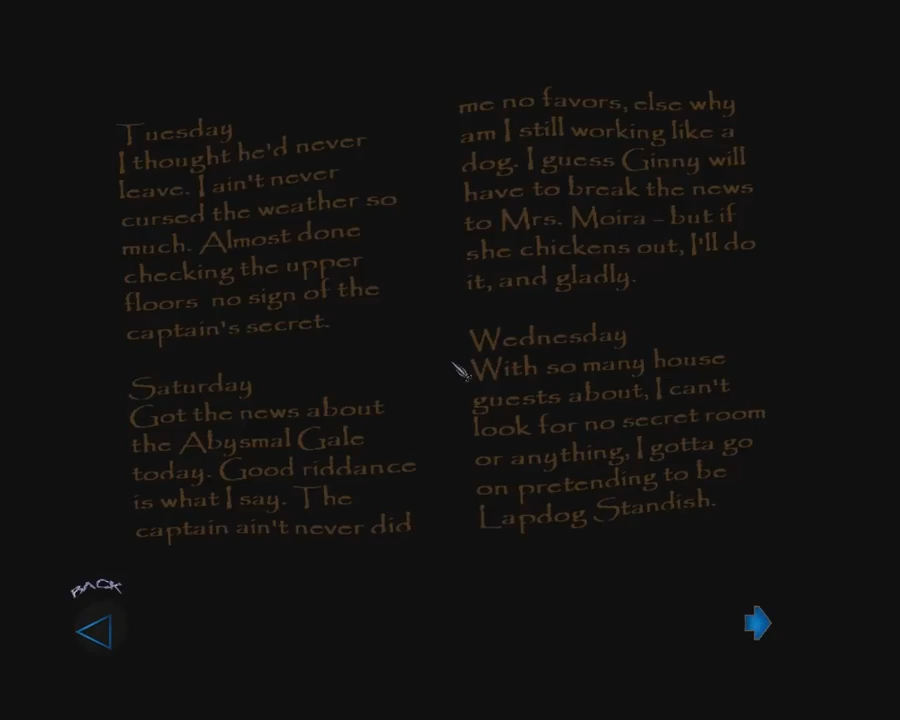 Tuesday
I thought he'd never
leave. I ain't never
cursed the weather so
much. Almost done
checking the upper
floors no sign of the
captain's secret.
Saturday
Got the news about
the Abysmal Gale
today. Good riddance
is what I say. The
captain ain't never did
me no favors, else why
am I still working like a
dog. I guess Ginny will
have to break the news
to Mrs. Moira - but if
she chickens out, I'll do
it, and gladly.
Wednesday
With so many house
guests about, I can't
look for no secret room
or anything, I gotta go
on pretending to be
Lapdog Standish.
BACK